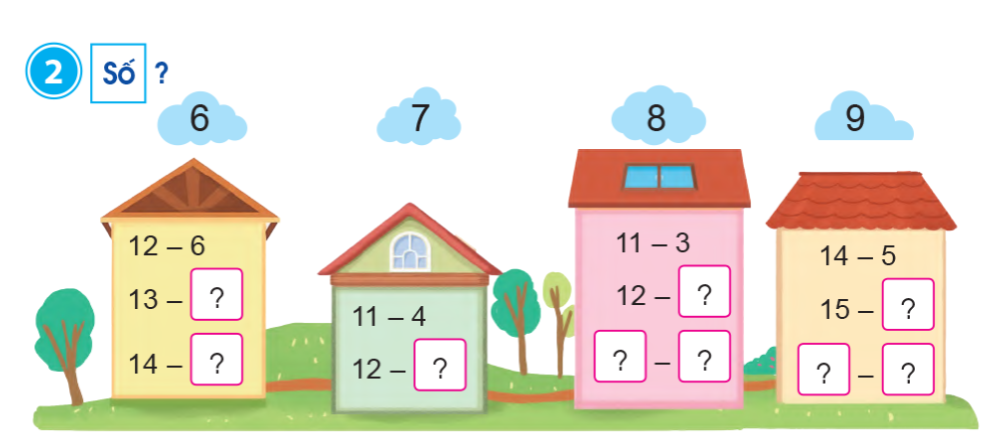 2 Số ?
6 7 8 9
12 – 6
13 – ?
14 – ?
11 – 4
12 – ?
11 – 3
12 – ?
? – ?
14 – 5
15 – ?
? – ?